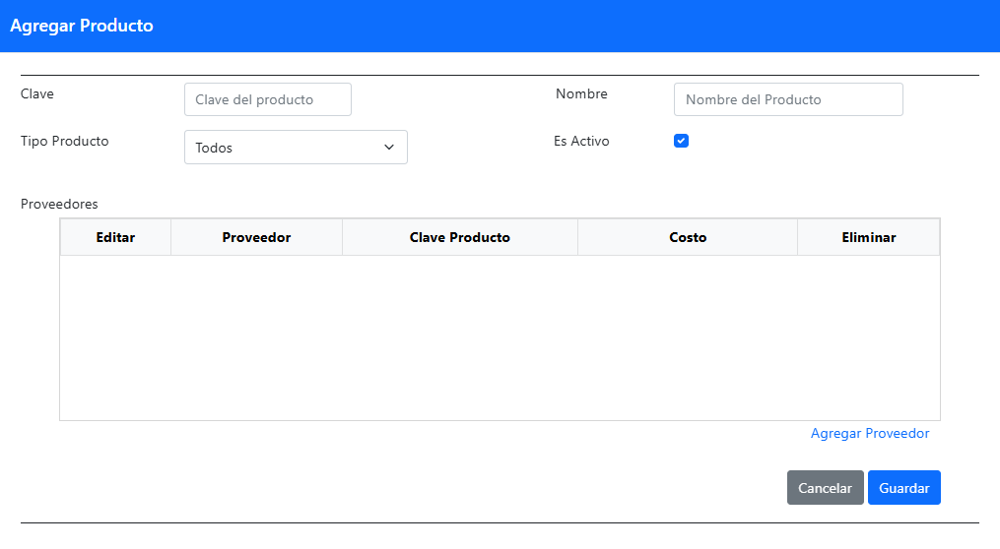 Agregar Producto
Clave Clave del producto Nombre Nombre del Producto
Tipo Producto Todos Es Activo
Proveedores
Editar Proveedor Clave Producto Costo Eliminar
Agregar Proveedor
Cancelar Guardar